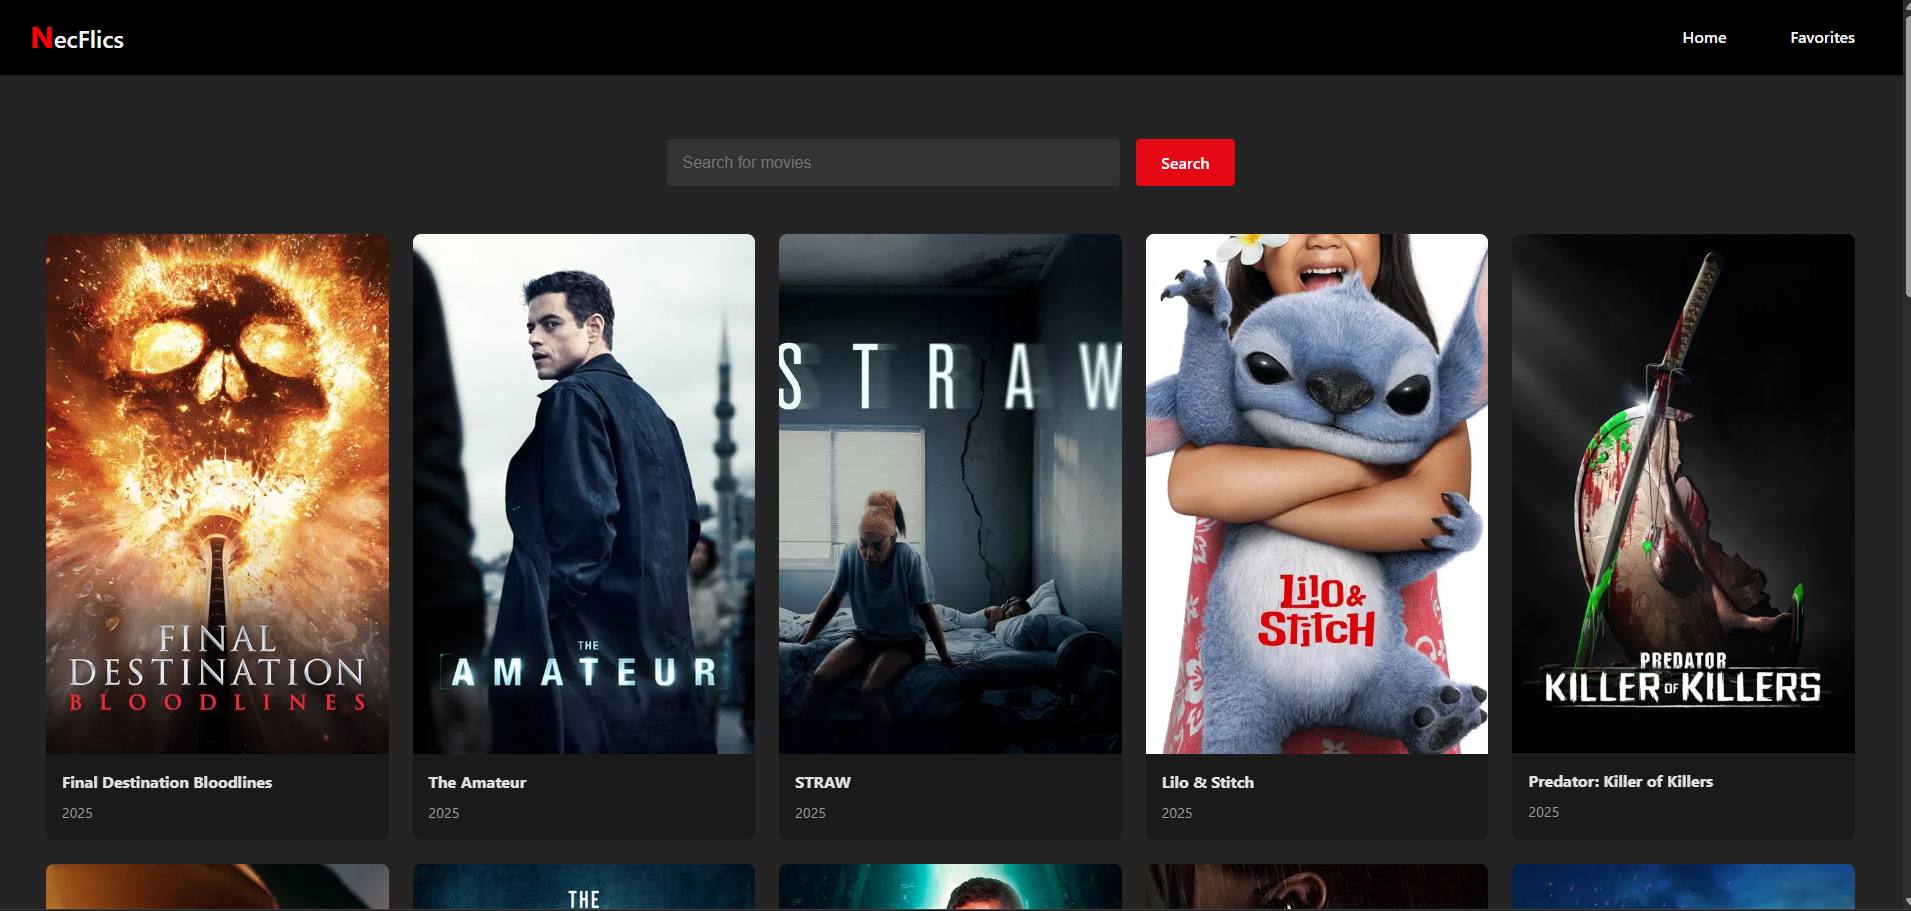 NecFlics
Home
Favorites
Search for movies
Search
FINAL
DESTINATION
BLOODLINES
THE
AMATEUR
STRAW
Lilo &
Stitch
PREDATOR
KILLER OF KILLERS
Final Destination Bloodlines
2025
The Amateur
2025
STRAW
2025
Lilo & Stitch
2025
Predator: Killer of Killers
2025
THE